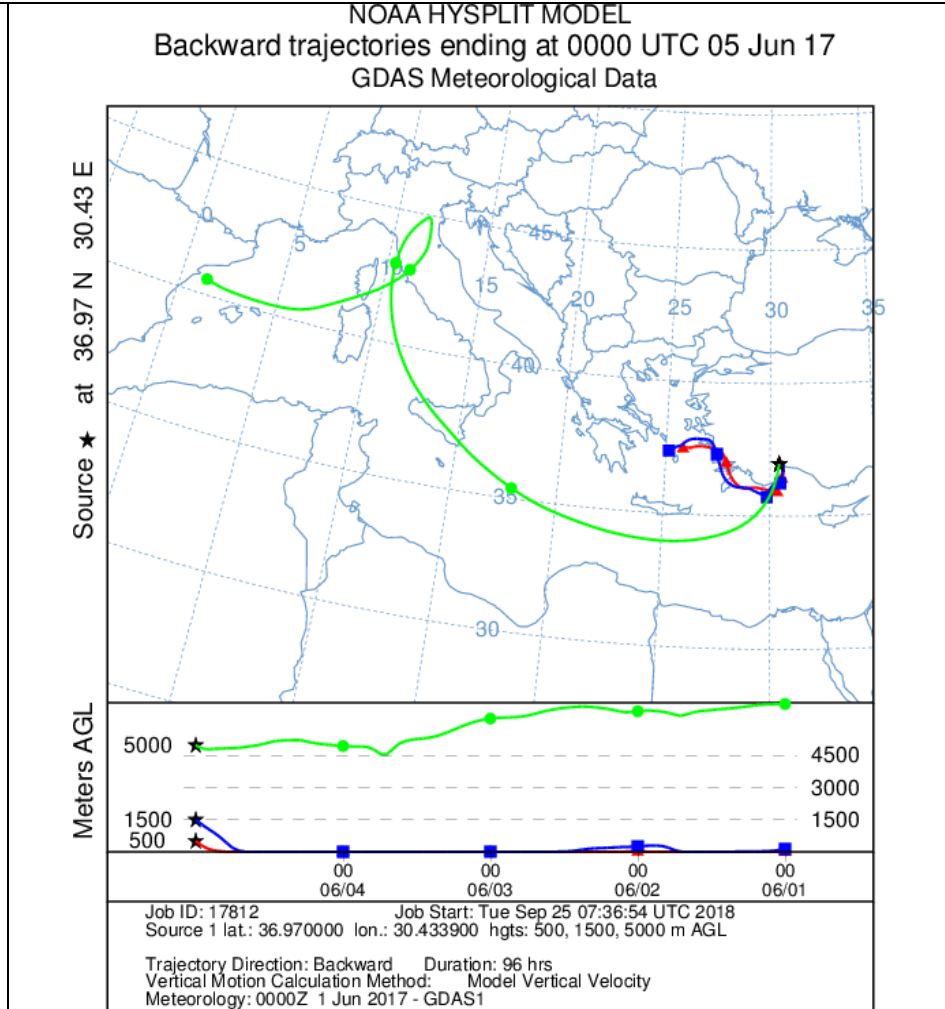 NOAA HYSPLIT MODEL
Backward trajectories ending at 0000 UTC 05 Jun 17
GDAS Meteorological Data
Source ★ at 36.97 N 30.43 E
0
5
10
15
20
25
30
35
45
40
35
30
Meters AGL
5000
1500
500
4500
3000
1500
00 00 00 00
06/04 06/03 06/02 06/01
Job ID: 17812 Job Start: Tue Sep 25 07:36:54 UTC 2018
Source 1 lat.: 36.970000 lon.: 30.433900 hgts: 500, 1500, 5000 m AGL
Trajectory Direction: Backward Duration: 96 hrs
Vertical Motion Calculation Method: Model Vertical Velocity
Meteorology: 0000Z 1 Jun 2017 - GDAS1